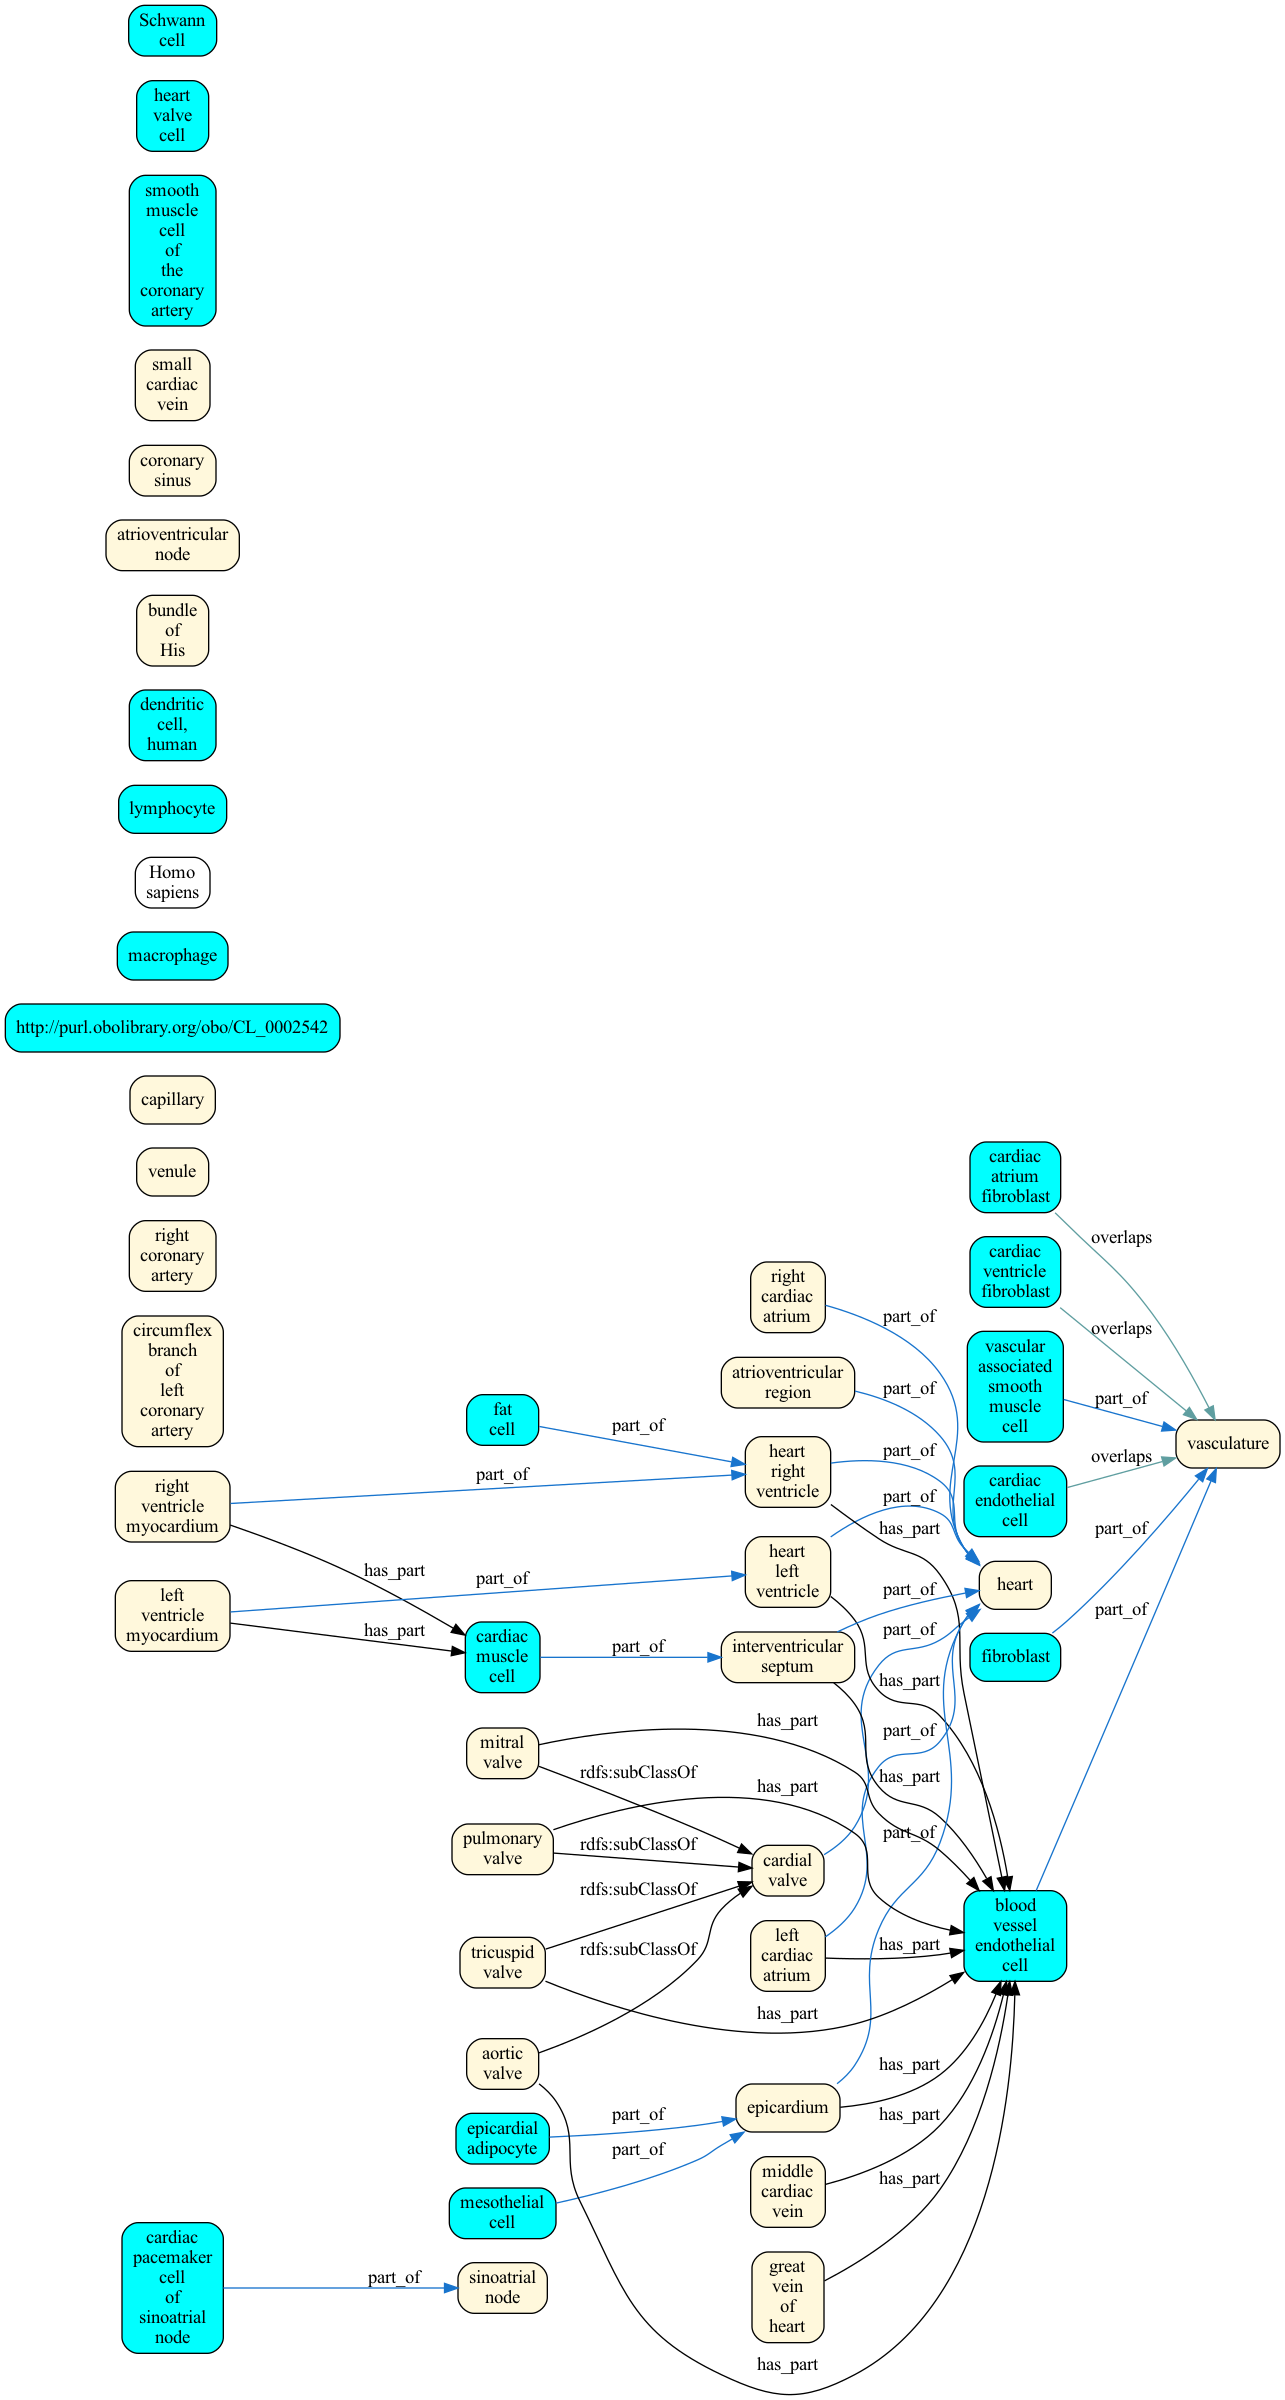 Schwann
cell
heart
valve
cell
smooth
muscle
cell
of
the
coronary
artery
small
cardiac
vein
coronary
sinus
atrioventricular
node
bundle
of
His
dendritic
cell,
human
lymphocyte
Homo
sapiens
macrophage
http://purl.obolibrary.org/obo/CL_0002542
capillary
venule
right
coronary
artery
circumflex
branch
of
left
coronary
artery
right
ventricle
myocardium
left
ventricle
myocardium
cardiac
pacemaker
cell
of
sinoatrial
node
part_of
has_part
part_of
has_part
part_of
fat
cell
cardiac
muscle
cell
mitral
valve
pulmonary
valve
tricuspid
valve
aortic
valve
epicardial
adipocyte
mesothelial
cell
sinoatrial
node
part_of
part_of
rdfs:subClassOf
rdfs:subClassOf
rdfs:subClassOf
rdfs:subClassOf
part_of
part_of
right
cardiac
atrium
atrioventricular
region
heart
right
ventricle
heart
left
ventricle
interventricular
septum
has_part
has_part
cardial
valve
left
cardiac
atrium
has_part
epicardium
middle
cardiac
vein
great
vein
of
heart
has_part
part_of
part_of
part_of
part_of
has_part
part_of
part_of
has_part
part_of
has_part
part_of
has_part
has_part
has_part
has_part
cardiac
atrium
fibroblast
cardiac
ventricle
fibroblast
vascular
associated
smooth
muscle
cell
cardiac
endothelial
cell
heart
fibroblast
blood
vessel
endothelial
cell
overlaps
overlaps
part_of
overlaps
part_of
part_of
vasculature